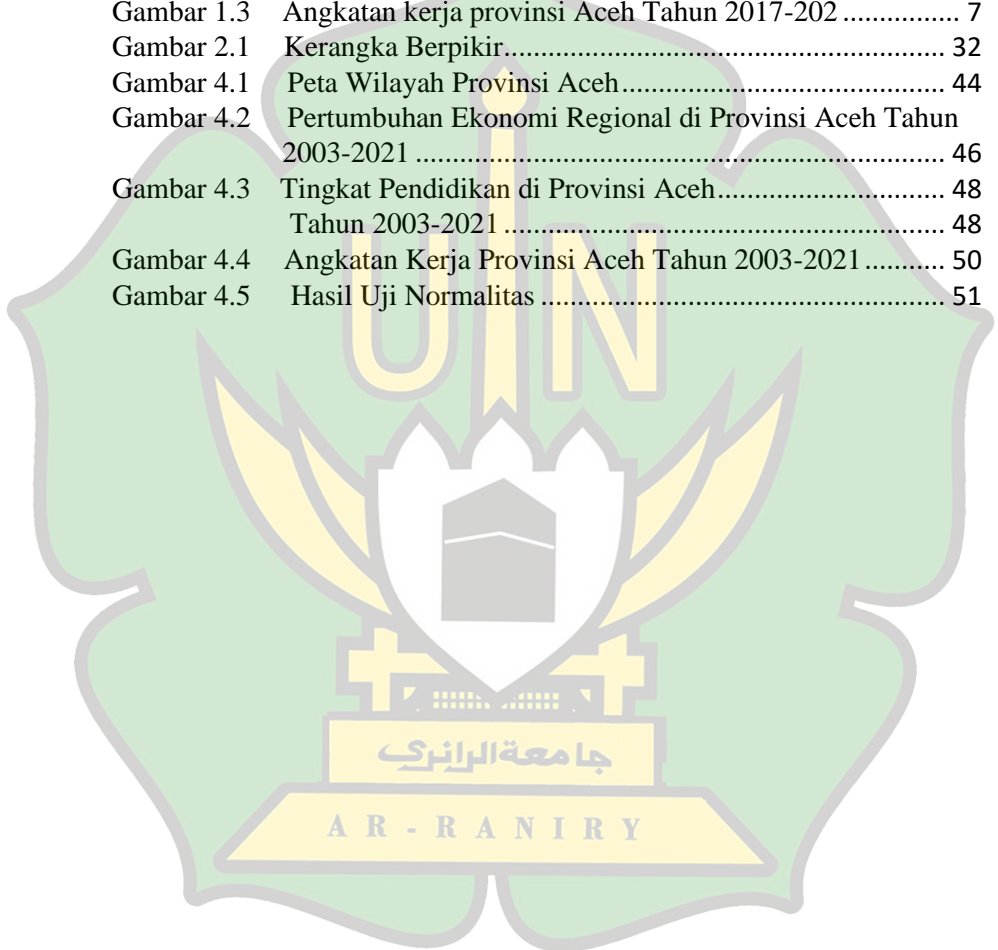 Gambar 1.3 Angkatan kerja provinsi Aceh Tahun 2017-202 ............... 7
Gambar 2.1 Kerangka Berpikir ......................................................... 32
Gambar 4.1 Peta Wilayah Provinsi Aceh .......................................... 44
Gambar 4.2 Pertumbuhan Ekonomi Regional di Provinsi Aceh Tahun
2003-2021 ..................................................................... 46
Gambar 4.3 Tingkat Pendidikan di Provinsi Aceh ............................. 48
Tahun 2003-2021 .......................................................... 48
Gambar 4.4 Angkatan Kerja Provinsi Aceh Tahun 2003-2021 ........... 50
Gambar 4.5 Hasil Uji Normalitas ..................................................... 51
UIN
جامعةالرانري
AR-RANIRY